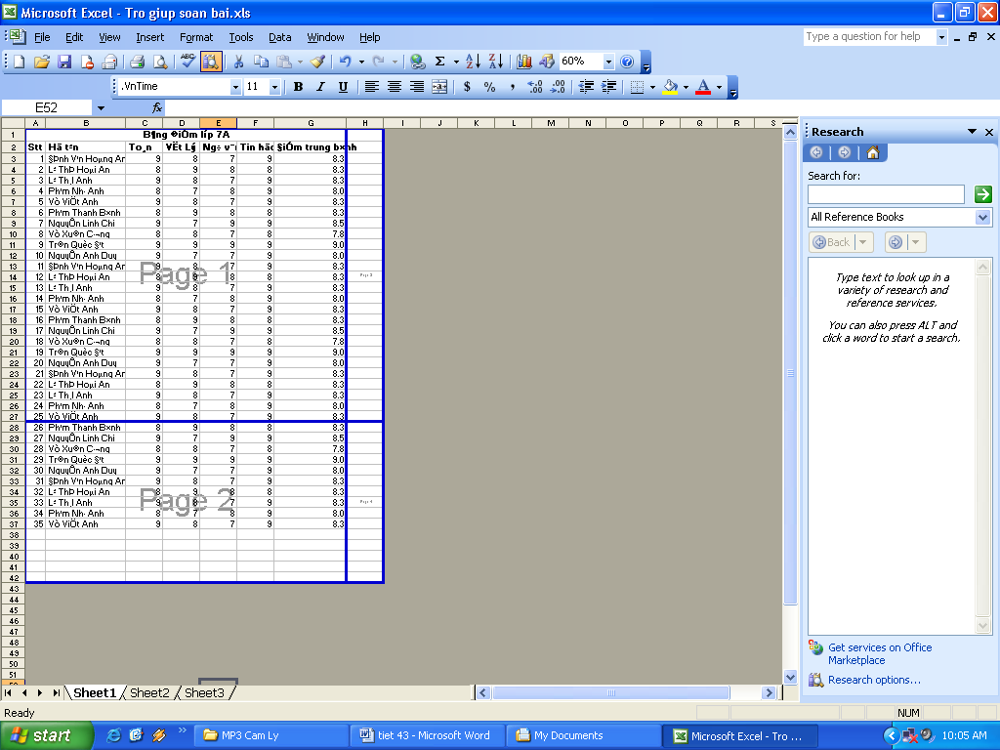 Microsoft Excel - Tro giup soan bai.xls
File Edit View Insert Format Tools Data Window Help
Type a question for help
60%
.VnTime 11 B I U $ % ,
E52 fx
A B C D E F G H I J K L M N O P Q R S
1 B¶ng ®iÓm líp 7A
2 Stt Hä tªn To¸n VËt Lý Ng÷ v¨ Tin häc §iÓm trung b×nh
3 1 §Þnh V¨n Hoµng An 9 8 7 9 8.3
4 2 Lª ThÞ Hoµi An 8 9 8 8 8.3
5 3 Lª Th¸I Anh 9 8 7 9 8.3
6 4 Ph¹m Nh­ Anh 8 7 8 9 8.0
7 5 Vò ViÖt Anh 9 8 7 9 8.3
8 6 Ph¹m Thanh B×nh 8 9 8 8 8.3
9 7 NguyÔn Linh Chi 9 7 9 9 8.5
10 8 Vò Xu©n C­¬ng 8 8 7 8 7.8
11 9 TrÇn Quèc §¹t 9 9 9 9 9.0
12 10 NguyÔn Anh Duy 9 7 7 9 8.0
13 11 §Þnh V¨n Hoµng An 9 8 7 9 8.3
14 12 Lª ThÞ Hoµi An 8 9 8 8 8.3
Page 1
15 13 Lª Th¸I Anh 9 8 7 9 8.3
16 14 Ph¹m Nh­ Anh 8 7 8 9 8.0
17 15 Vò ViÖt Anh 9 8 7 9 8.3
18 16 Ph¹m Thanh B×nh 8 9 8 8 8.3
19 17 NguyÔn Linh Chi 9 7 9 9 8.5
20 18 Vò Xu©n C­¬ng 8 8 7 8 7.8
21 19 TrÇn Quèc §¹t 9 9 9 9 9.0
22 20 NguyÔn Anh Duy 9 7 7 9 8.0
23 21 §Þnh V¨n Hoµng An 9 8 7 9 8.3
24 22 Lª ThÞ Hoµi An 8 9 8 8 8.3
25 23 Lª Th¸I Anh 9 8 7 9 8.3
26 24 Ph¹m Nh­ Anh 8 7 8 9 8.0
27 25 Vò ViÖt Anh 9 8 7 9 8.3
28 26 Ph¹m Thanh B×nh 8 9 8 8 8.3
29 27 NguyÔn Linh Chi 9 7 9 9 8.5
30 28 Vò Xu©n C­¬ng 8 8 7 8 7.8
31 29 TrÇn Quèc §¹t 9 9 9 9 9.0
32 30 NguyÔn Anh Duy 9 7 7 9 8.0
33 31 §Þnh V¨n Hoµng An 9 8 7 9 8.3
34 32 Lª ThÞ Hoµi An 8 9 8 8 8.3
Page 2
35 33 Lª Th¸I Anh 9 8 7 9 8.3
36 34 Ph¹m Nh­ Anh 8 7 8 9 8.0
37 35 Vò ViÖt Anh 9 8 7 9 8.3
38
39
40
41
42
43
44
45
46
47
48
49
50
51
Research
Search for:
All Reference Books
Back
Type text to look up in a
variety of research and
reference services.
You can also press ALT and
click a word to start a search.
Get services on Office
Marketplace
Research options...
Sheet1 Sheet2 Sheet3
Ready NUM
start MP3 Cam Ly tiet 43 - Microsoft Word My Documents Microsoft Excel - Tro ... 10:05 AM